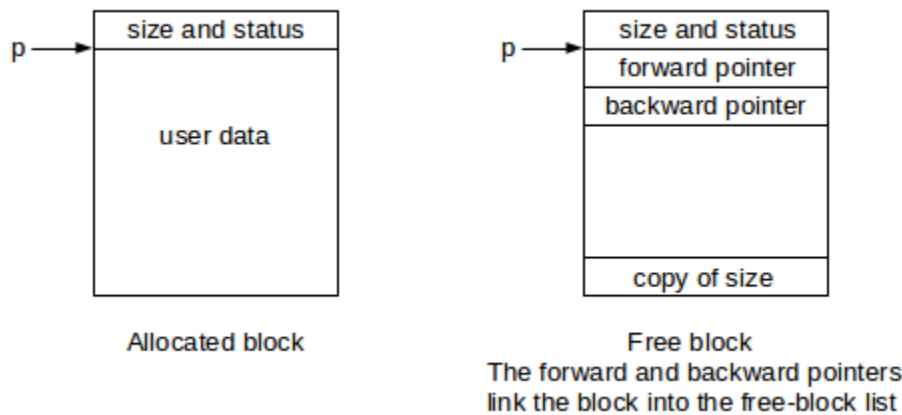 size and status
p
user data
Allocated block
size and status
p
forward pointer
backward pointer
copy of size
Free block
The forward and backward pointers
link the block into the free-block list